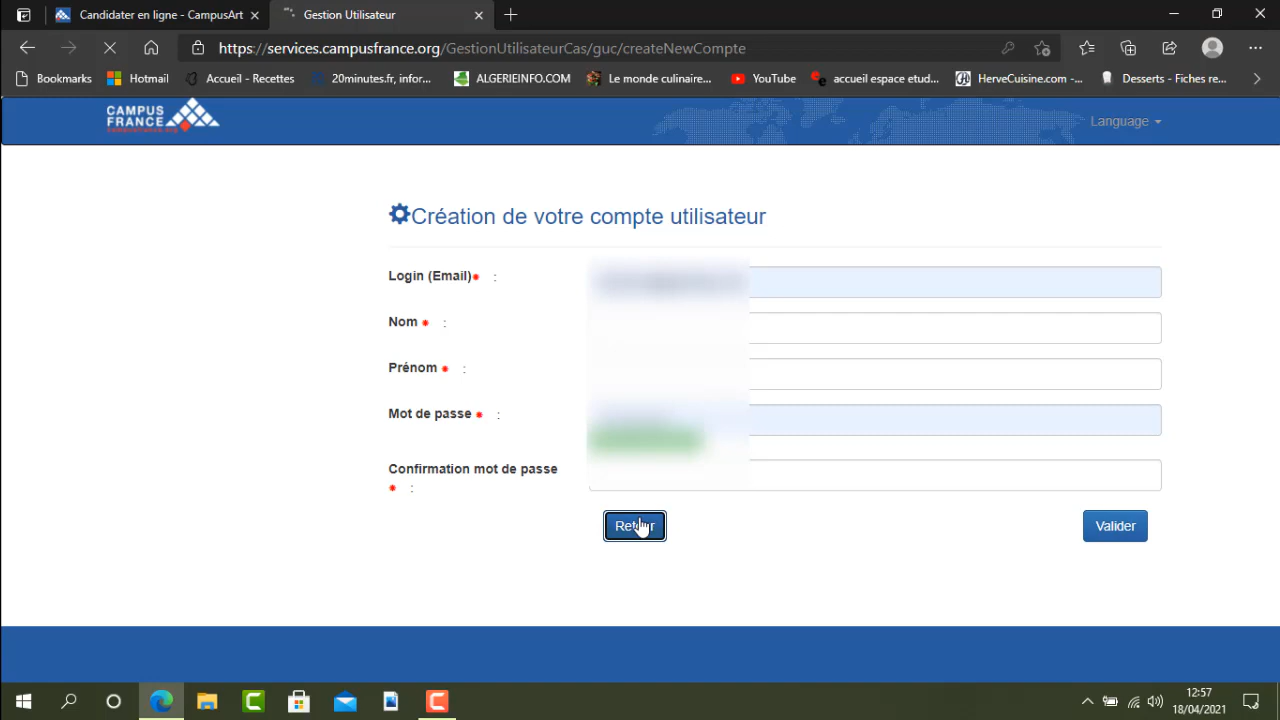 Candidater en ligne - CampusArt
Gestion Utilisateur
https://services.campusfrance.org/GestionUtilisateurCas/guc/createNewCompte
Bookmarks
Hotmail
Accueil - Recettes
20minutes.fr, infor...
ALGERIEINFO.COM
Le monde culinaire...
YouTube
accueil espace etud...
HerveCuisine.com -...
Desserts - Fiches re...
CAMPUS
FRANCE
campusfrance.org
Language
Création de votre compte utilisateur
Login (Email)* :
Nom * :
Prénom * :
Mot de passe * :
Confirmation mot de passe
* :
Retour
Valider
12:57
18/04/2021